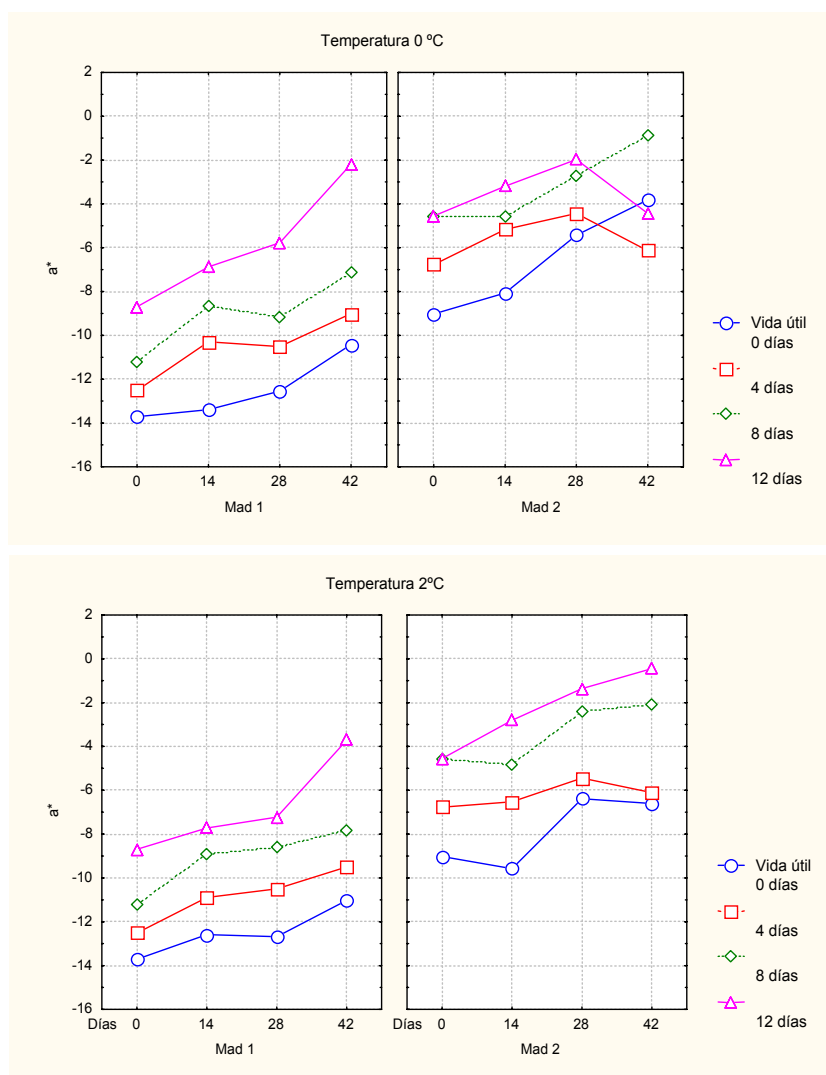 Temperatura 0 ºC
2
0
-2
-4
-6
-8
-10
-12
-14
-16
a*
0 14 28 42
Mad 1
0 14 28 42
Mad 2
Vida útil
0 días
4 días
8 días
12 días
Temperatura 2ºC
2
0
-2
-4
-6
-8
-10
-12
-14
-16
a*
Días 0 14 28 42
Mad 1
Días 0 14 28 42
Mad 2
Vida útil
0 días
4 días
8 días
12 días